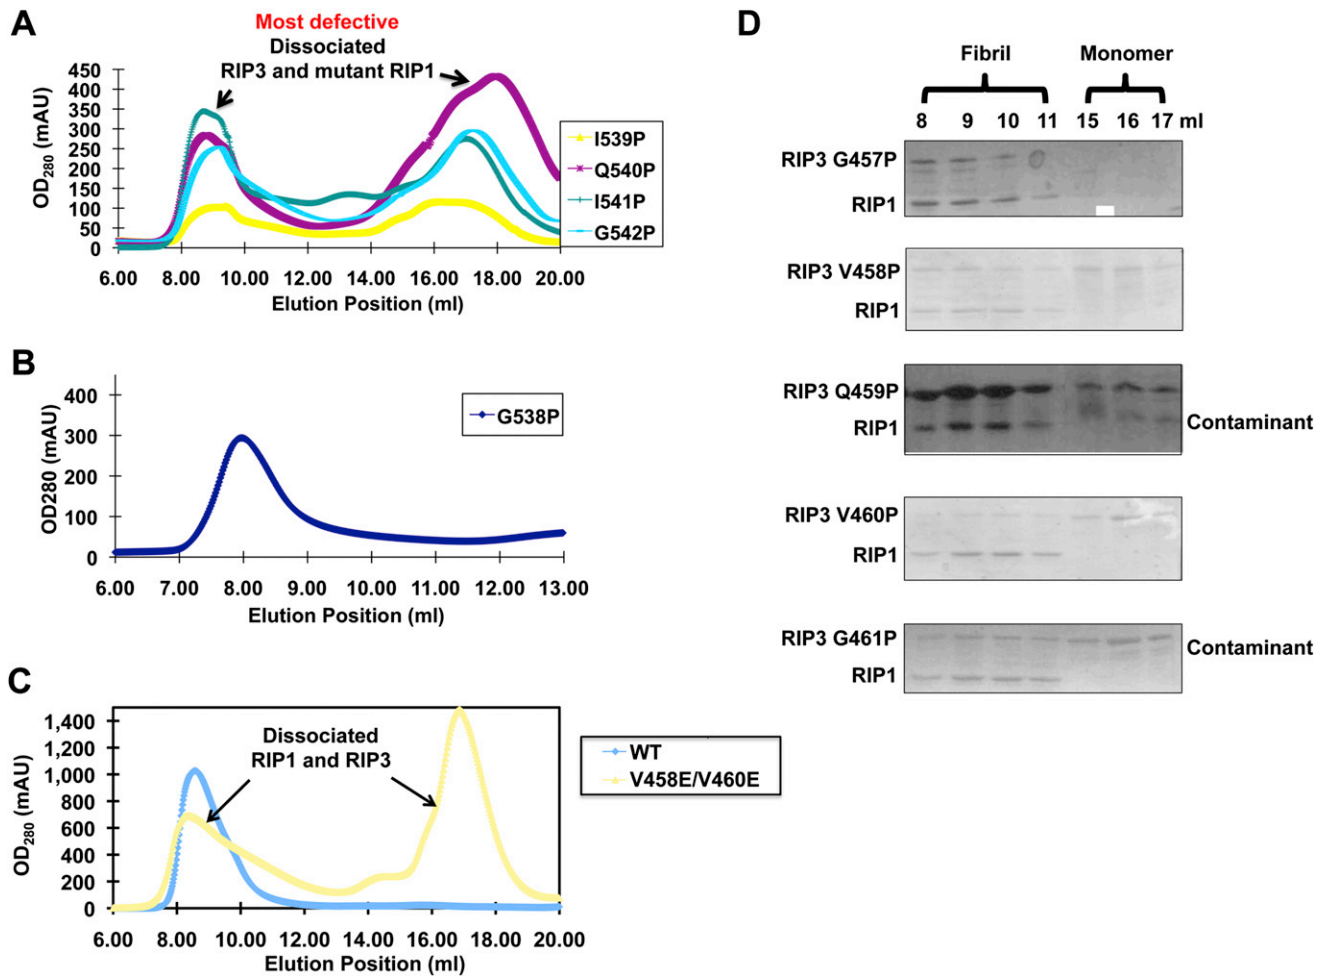 A
Most defective
Dissociated
RIP3 and mutant RIP1
OD280 (mAU)
450
400
350
300
250
200
150
100
50
0
6.00 8.00 10.00 12.00 14.00 16.00 18.00 20.00
Elution Position (ml)
I539P
Q540P
I541P
G542P
B
OD280 (mAU)
400
300
200
100
0
6.00 7.00 8.00 9.00 10.00 11.00 12.00 13.00
Elution Position (ml)
G538P
C
Dissociated
RIP1 and RIP3
OD280 (mAU)
1,400
1,200
1,000
800
600
400
200
0
6.00 8.00 10.00 12.00 14.00 16.00 18.00 20.00
Elution Position (ml)
WT
V458E/V460E
D
Fibril Monomer
8 9 10 11 15 16 17 ml
RIP3 G457P
RIP1
RIP3 V458P
RIP1
RIP3 Q459P
RIP1 Contaminant
RIP3 V460P
RIP1
RIP3 G461P Contaminant
RIP1